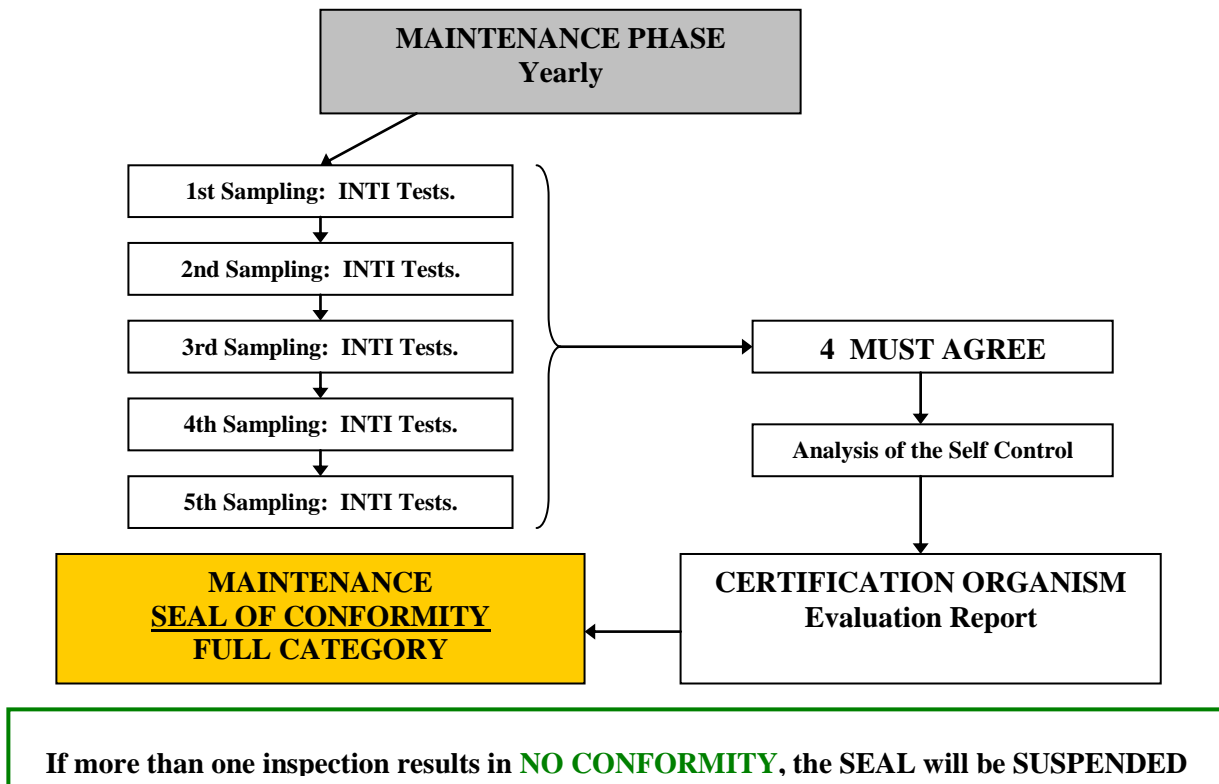 MAINTENANCE PHASE
Yearly
1st Sampling: INTI Tests.
2nd Sampling: INTI Tests.
3rd Sampling: INTI Tests.
4th Sampling: INTI Tests.
5th Sampling: INTI Tests.
4 MUST AGREE
Analysis of the Self Control
CERTIFICATION ORGANISM
Evaluation Report
MAINTENANCE
SEAL OF CONFORMITY
FULL CATEGORY
If more than one inspection results in NO CONFORMITY, the SEAL will be SUSPENDED